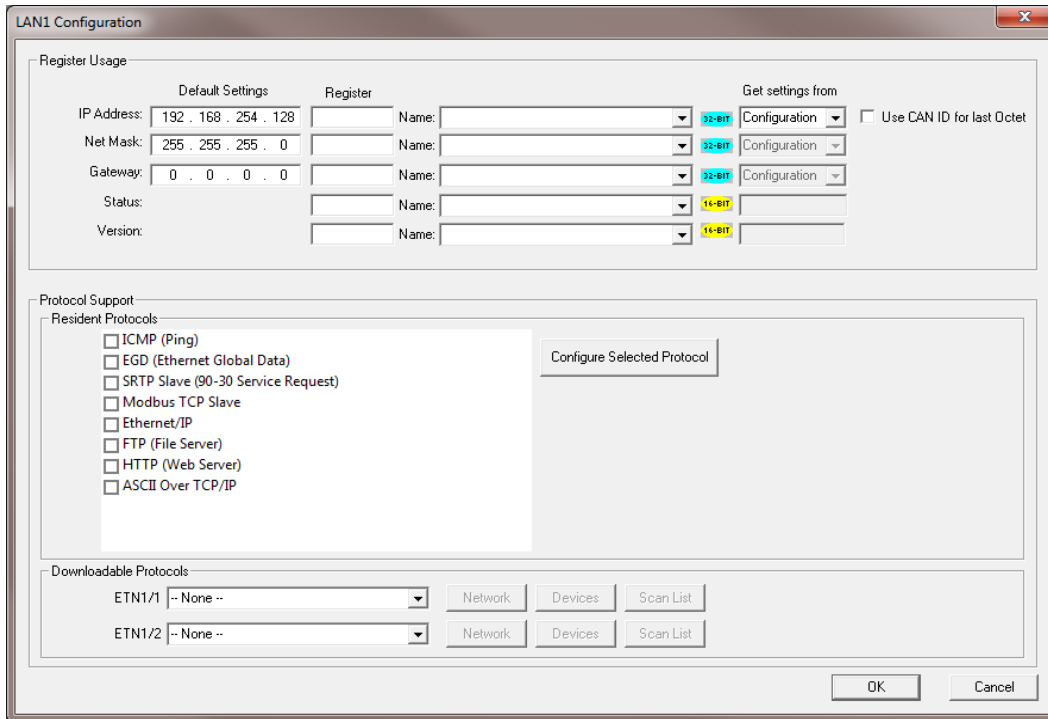 LAN1 Configuration
Register Usage
Default Settings Register Get settings from
IP Address: 192 . 168 . 254 . 128 Name: 32-BIT Configuration Use CAN ID for last Octet
Net Mask: 255 . 255 . 255 . 0 Name: 32-BIT Configuration
Gateway: 0 . 0 . 0 . 0 Name: 32-BIT Configuration
Status: Name: 16-BIT
Version: Name: 16-BIT
Protocol Support
Resident Protocols
ICMP (Ping)
EGD (Ethernet Global Data)
Configure Selected Protocol
SRTP Slave (90-30 Service Request)
Modbus TCP Slave
Ethernet/IP
FTP (File Server)
HTTP (Web Server)
ASCII Over TCP/IP
Downloadable Protocols
ETN1/1 -- None -- Network Devices Scan List
ETN1/2 -- None -- Network Devices Scan List
OK Cancel